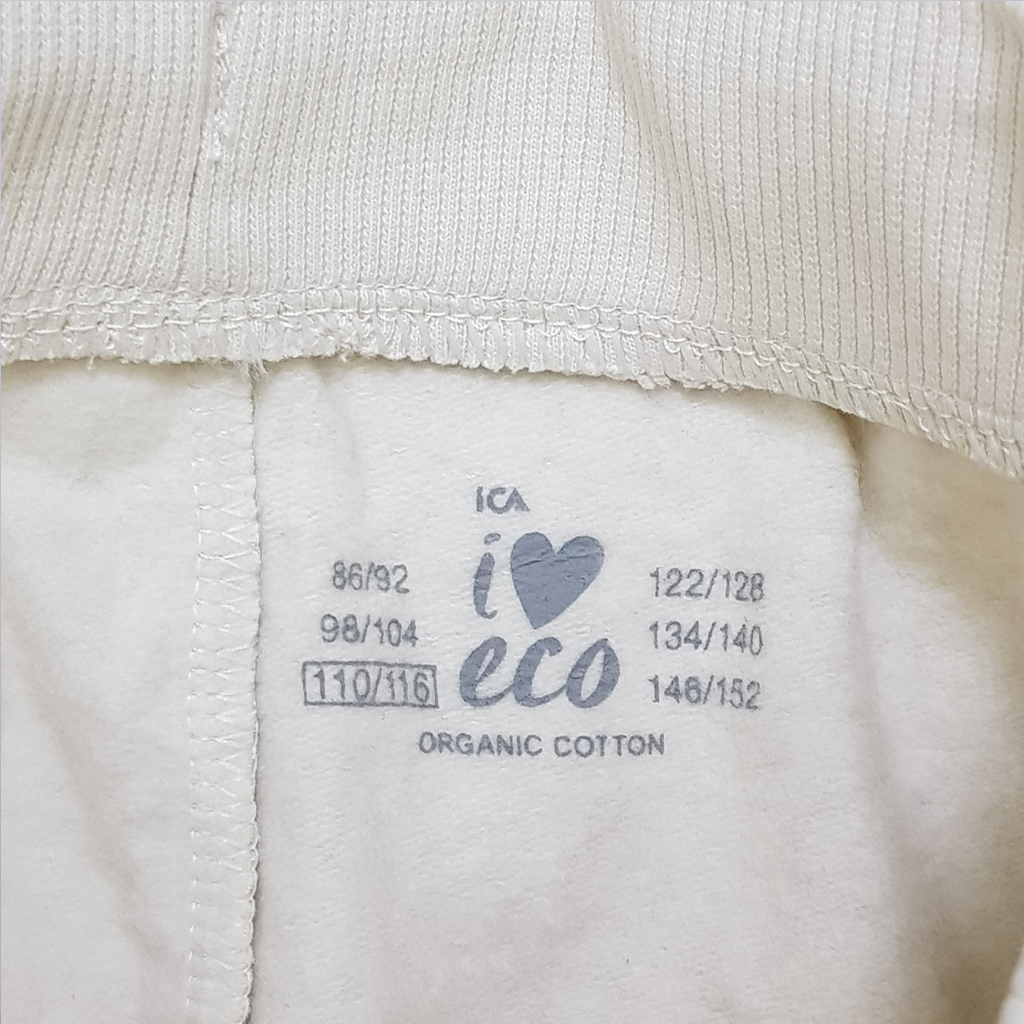 ICA
i ♥
eco
86/92
98/104
110/116
122/128
134/140
146/152
ORGANIC COTTON